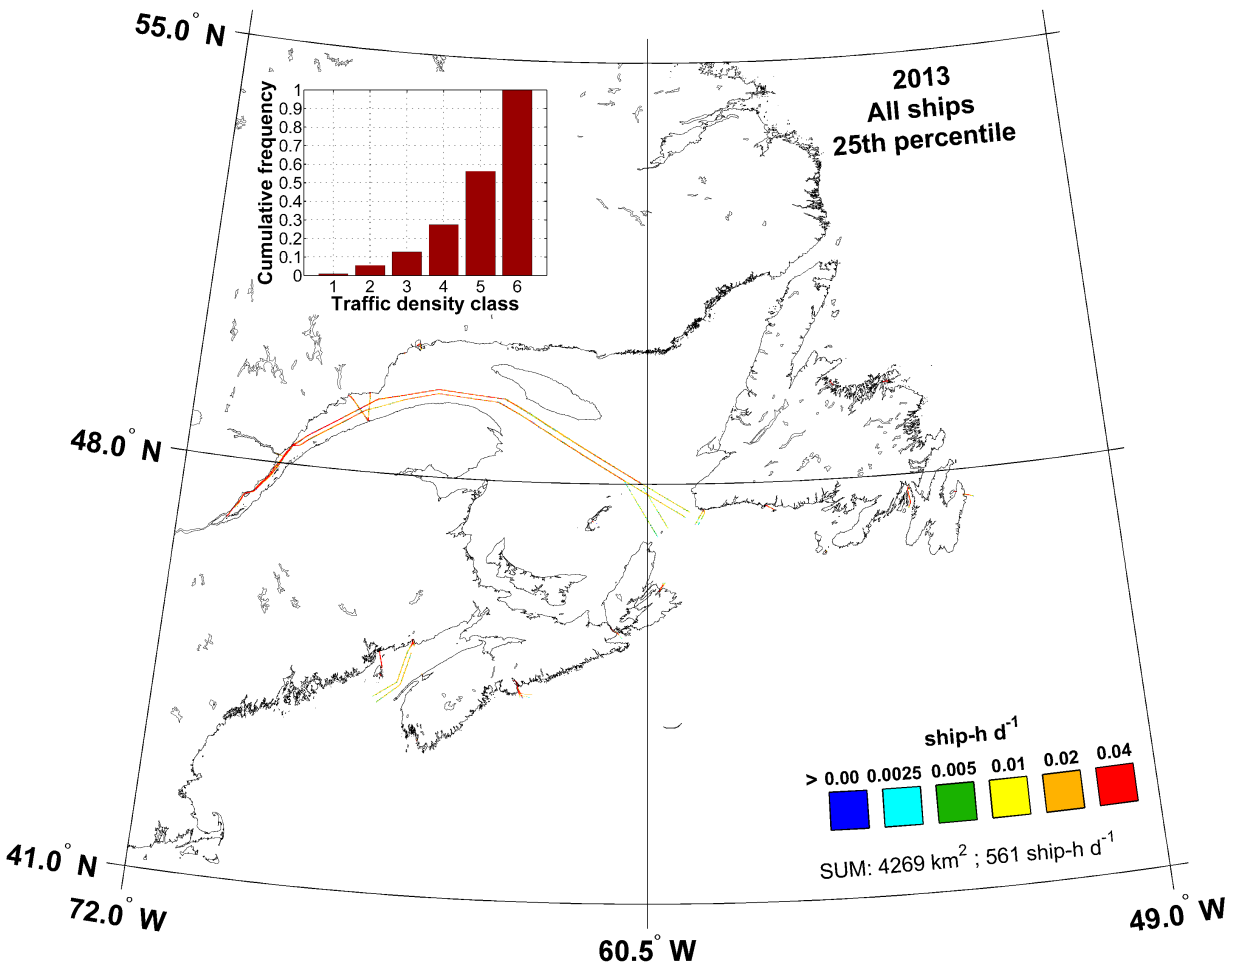 55.0° N
2013
All ships
25th percentile
Cumulative frequency
1
0.9
0.8
0.7
0.6
0.5
0.4
0.3
0.2
0.1
0
1 2 3 4 5 6
Traffic density class
48.0° N
ship-h d-1
> 0.00 0.0025 0.005 0.01 0.02 0.04
SUM: 4269 km2 ; 561 ship-h d-1
41.0° N
72.0° W
60.5° W
49.0° W